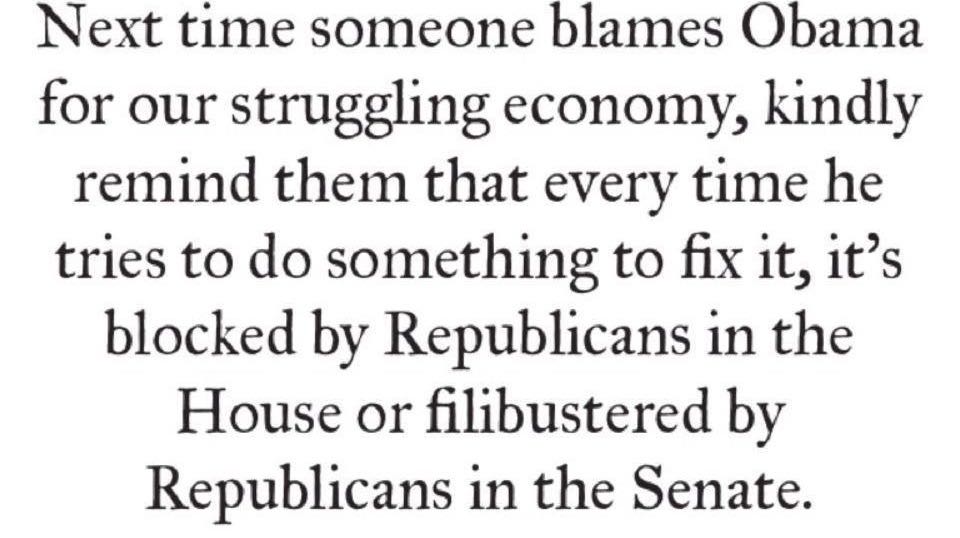 Next time someone blames Obama
for our struggling economy, kindly
remind them that every time he
tries to do something to fix it, it’s
blocked by Republicans in the
House or filibustered by
Republicans in the Senate.